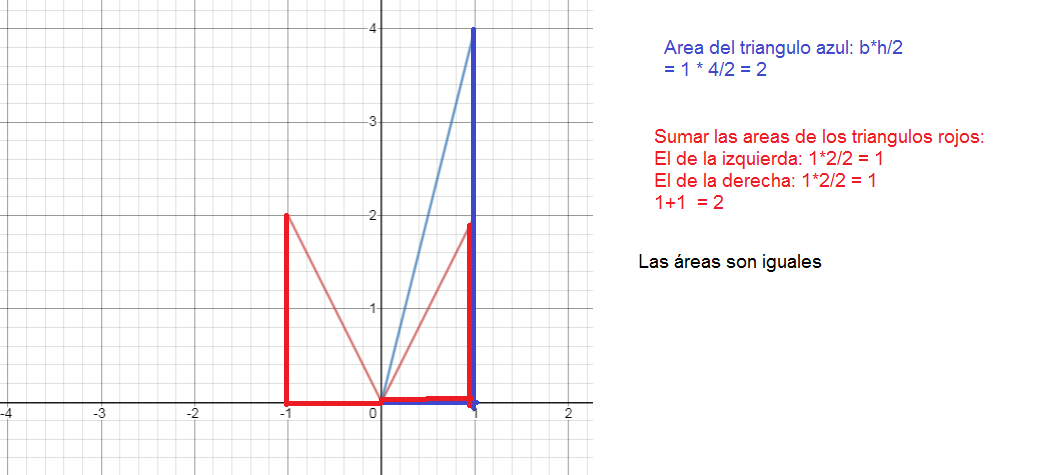 4
3
2
1
-4 -3 -2 -1 0 1 2
Area del triangulo azul: b*h/2
= 1 * 4/2 = 2
Sumar las areas de los triangulos rojos:
El de la izquierda: 1*2/2 = 1
El de la derecha: 1*2/2 = 1
1+1 = 2
Las áreas son iguales